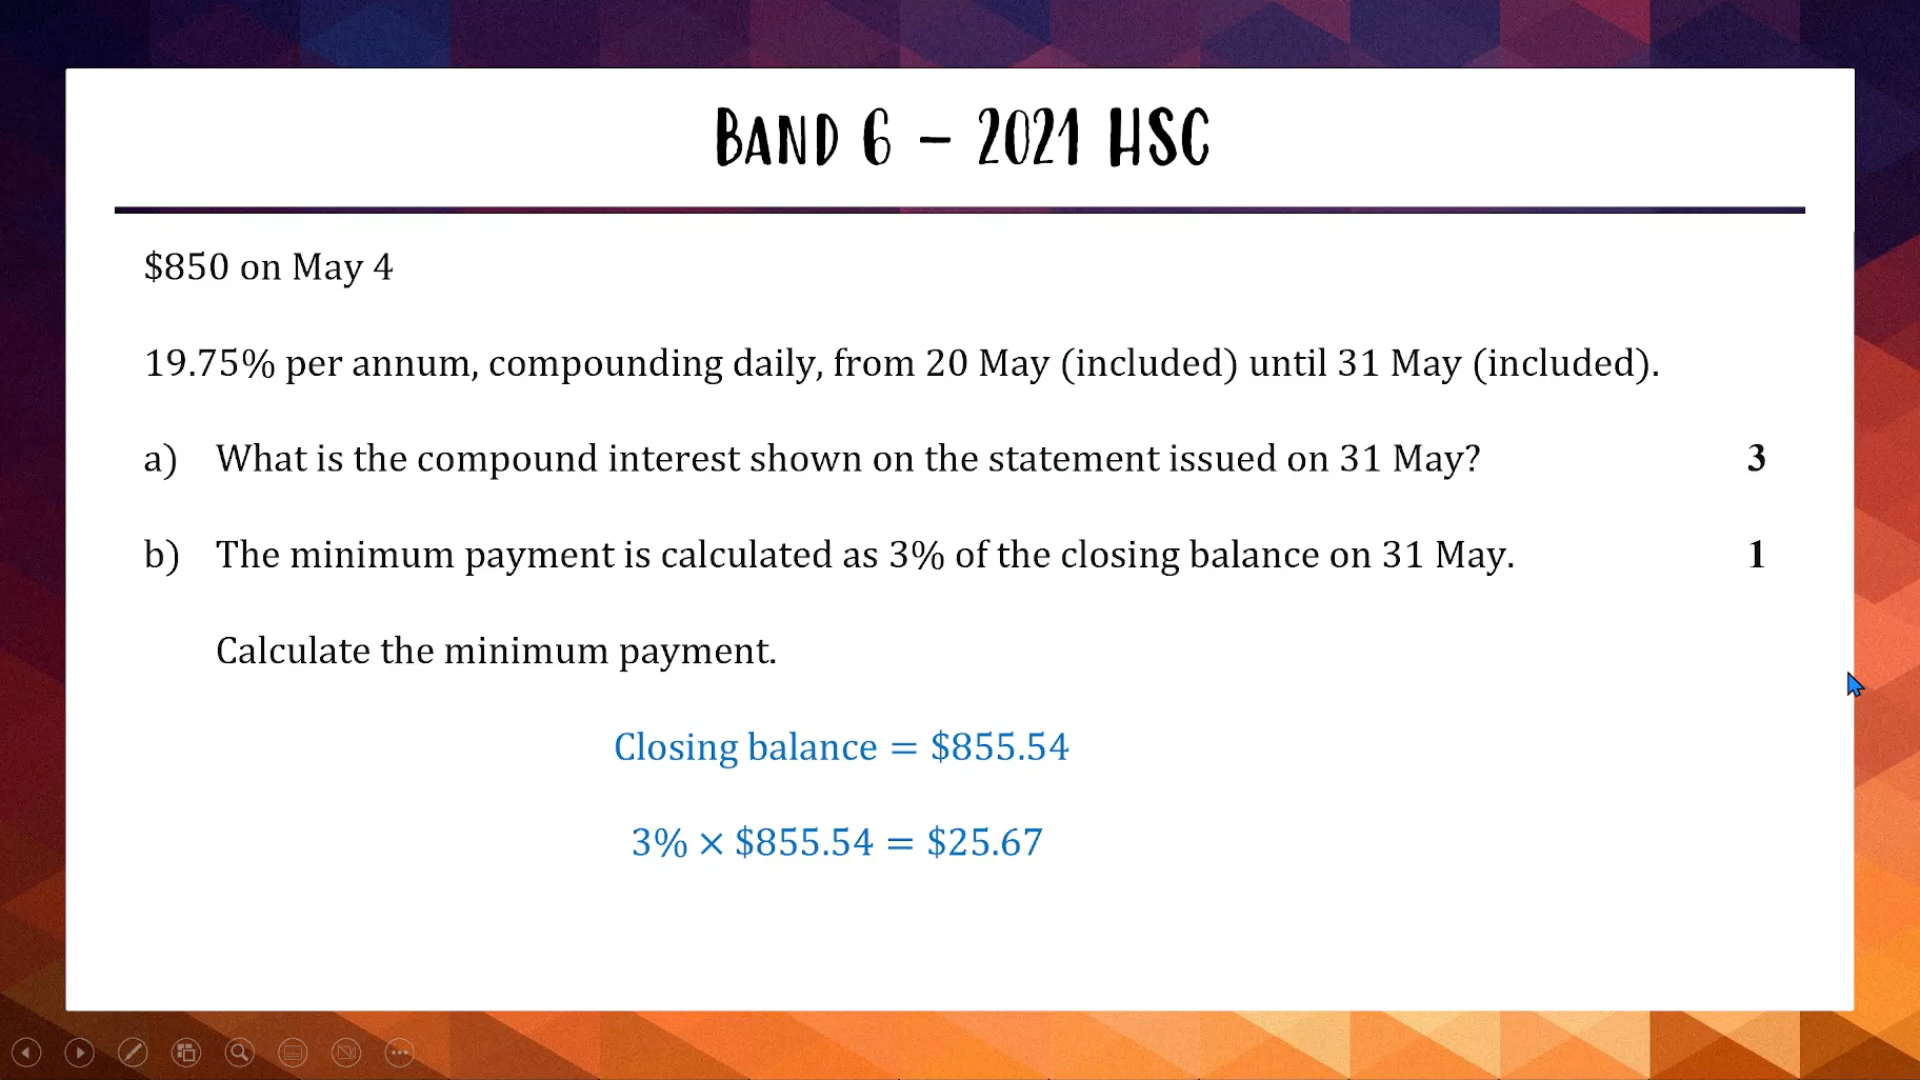 BAND 6 – 2021 HSC
$850 on May 4
19.75% per annum, compounding daily, from 20 May (included) until 31 May (included).
a) What is the compound interest shown on the statement issued on 31 May? 3
b) The minimum payment is calculated as 3% of the closing balance on 31 May. 1
Calculate the minimum payment.
Closing balance = $855.54
3% × $855.54 = $25.67